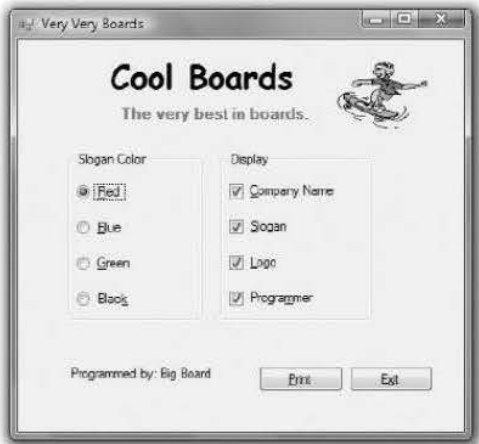 Very Very Boards
Cool Boards
The very best in boards.
Slogan Color
Red
Blue
Green
Black
Display
Company Name
Slogan
Logo
Programmer
Programmed by: Big Board
Print
Exit